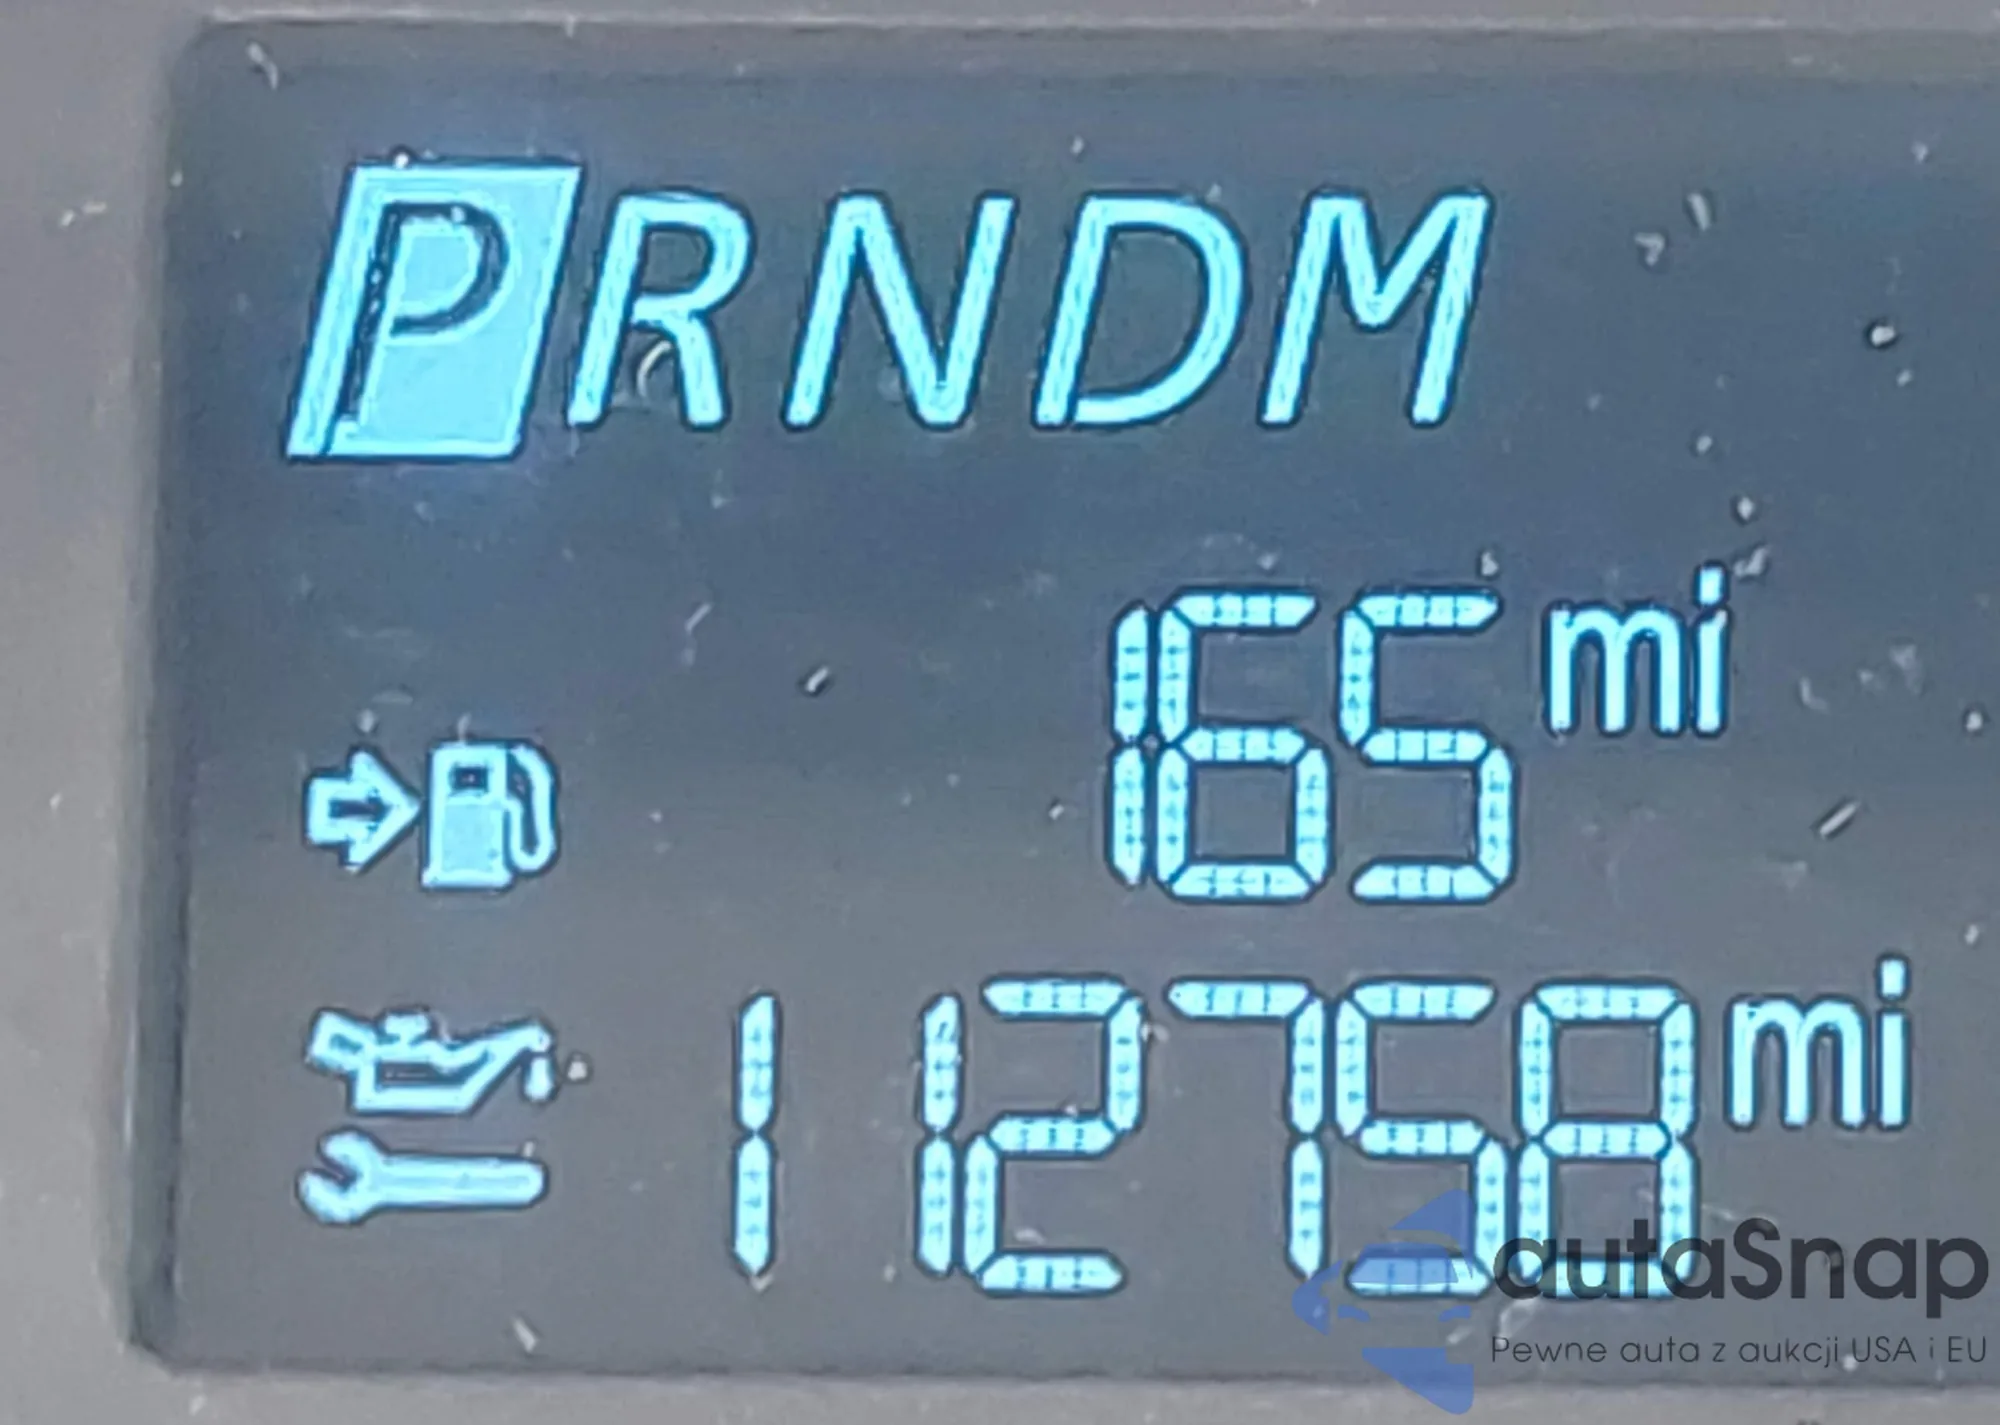 PRNDM
165 mi
112758 mi
autaSnap
Pewne auta z aukcji USA i EU